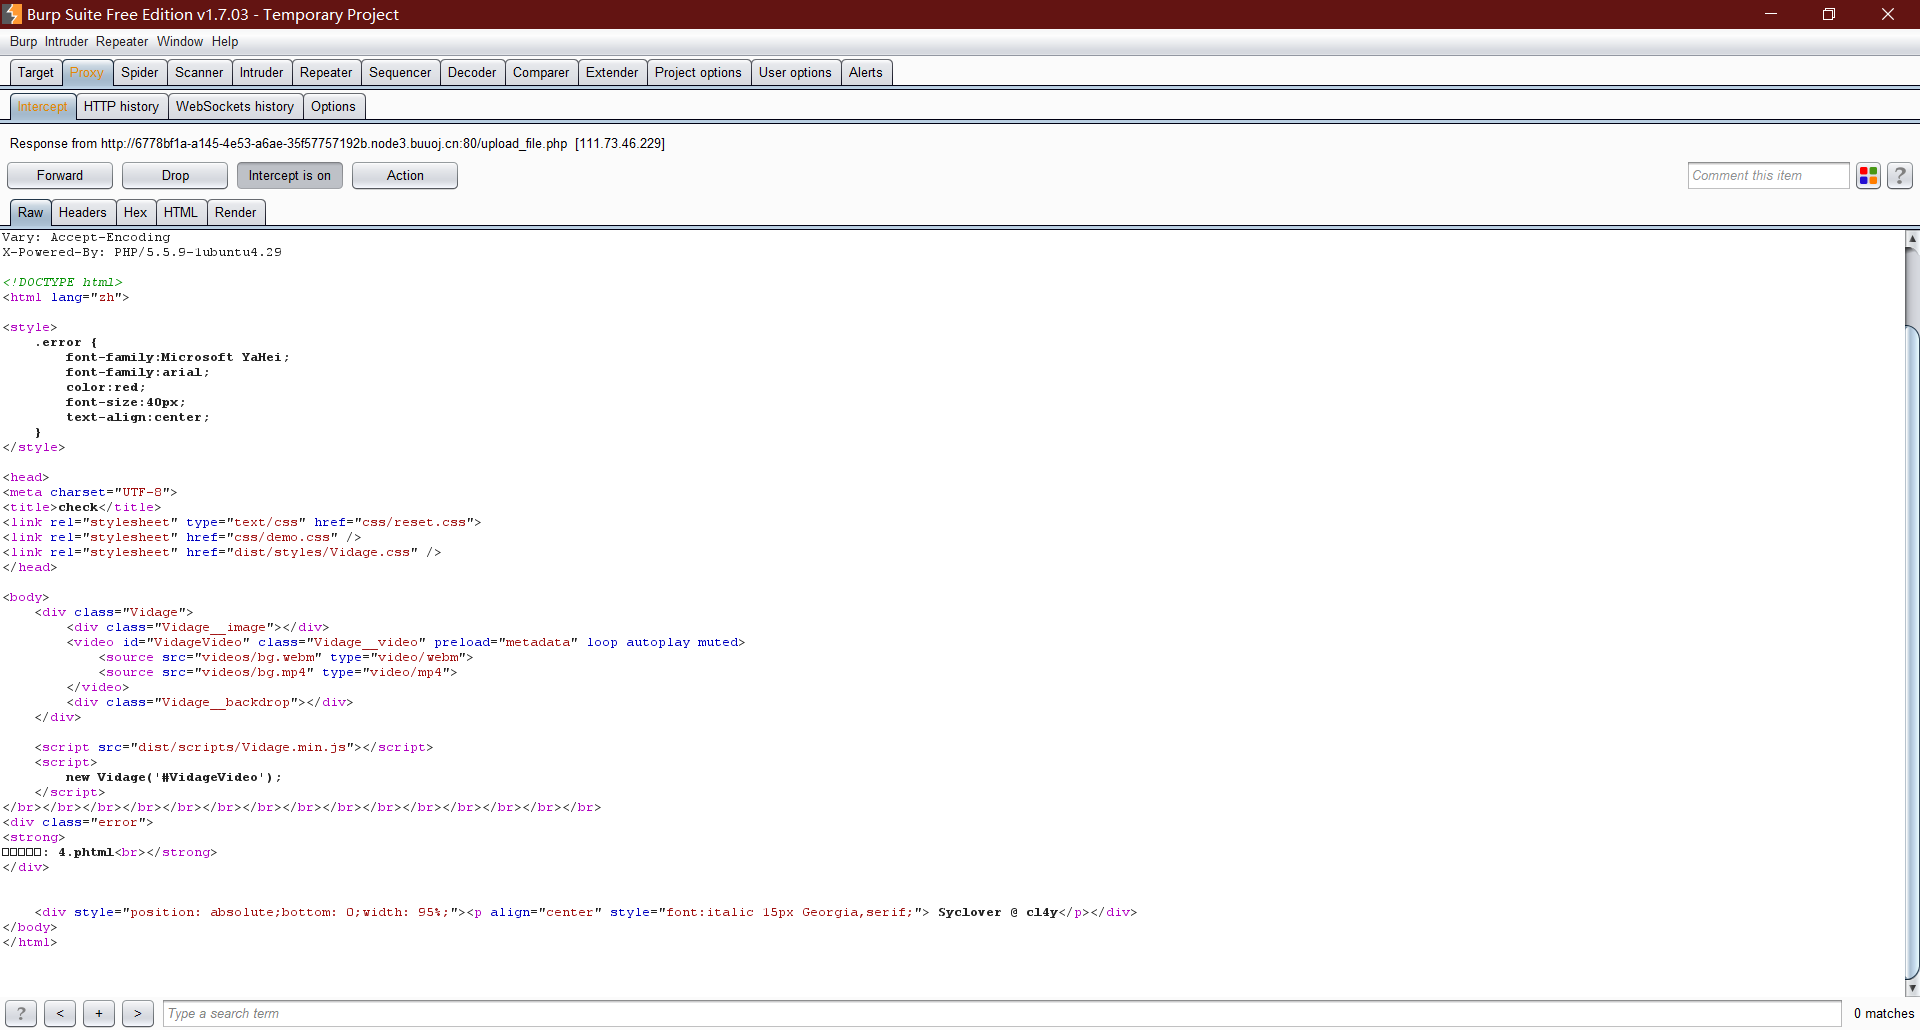 Burp Suite Free Edition v1.7.03 - Temporary Project
Burp Intruder Repeater Window Help
Target Proxy Spider Scanner Intruder Repeater Sequencer Decoder Comparer Extender Project options User options Alerts
Intercept HTTP history WebSockets history Options
Response from http://6778bf1a-a145-4e53-a6ae-35f57757192b.node3.buuoj.cn:80/upload_file.php [111.73.46.229]
Forward Drop Intercept is on Action Comment this item ?
Raw Headers Hex HTML Render
Vary: Accept-Encoding
X-Powered-By: PHP/5.5.9-1ubuntu4.29
<!DOCTYPE html>
<html lang="zh">
<style>
.error {
font-family:Microsoft YaHei;
font-family:arial;
color:red;
font-size:40px;
text-align:center;
}
</style>
<head>
<meta charset="UTF-8">
<title>check</title>
<link rel="stylesheet" type="text/css" href="css/reset.css">
<link rel="stylesheet" href="css/demo.css" />
<link rel="stylesheet" href="dist/styles/Vidage.css" />
</head>
<body>
<div class="Vidage">
<div class="Vidage__image"></div>
<video id="VidageVideo" class="Vidage__video" preload="metadata" loop autoplay muted>
<source src="videos/bg.webm" type="video/webm">
<source src="videos/bg.mp4" type="video/mp4">
</video>
<div class="Vidage__backdrop"></div>
</div>
<script src="dist/scripts/Vidage.min.js"></script>
<script>
new Vidage('#VidageVideo');
</script>
</br></br></br></br></br></br></br></br></br></br></br></br></br></br></br>
<div class="error">
<strong>
□□□□□: 4.phtml<br></strong>
</div>
<div style="position: absolute;bottom: 0;width: 95%;"><p align="center" style="font:italic 15px Georgia,serif;"> Syclover @ cl4y</p></div>
</body>
</html>
? < + > Type a search term 0 matches